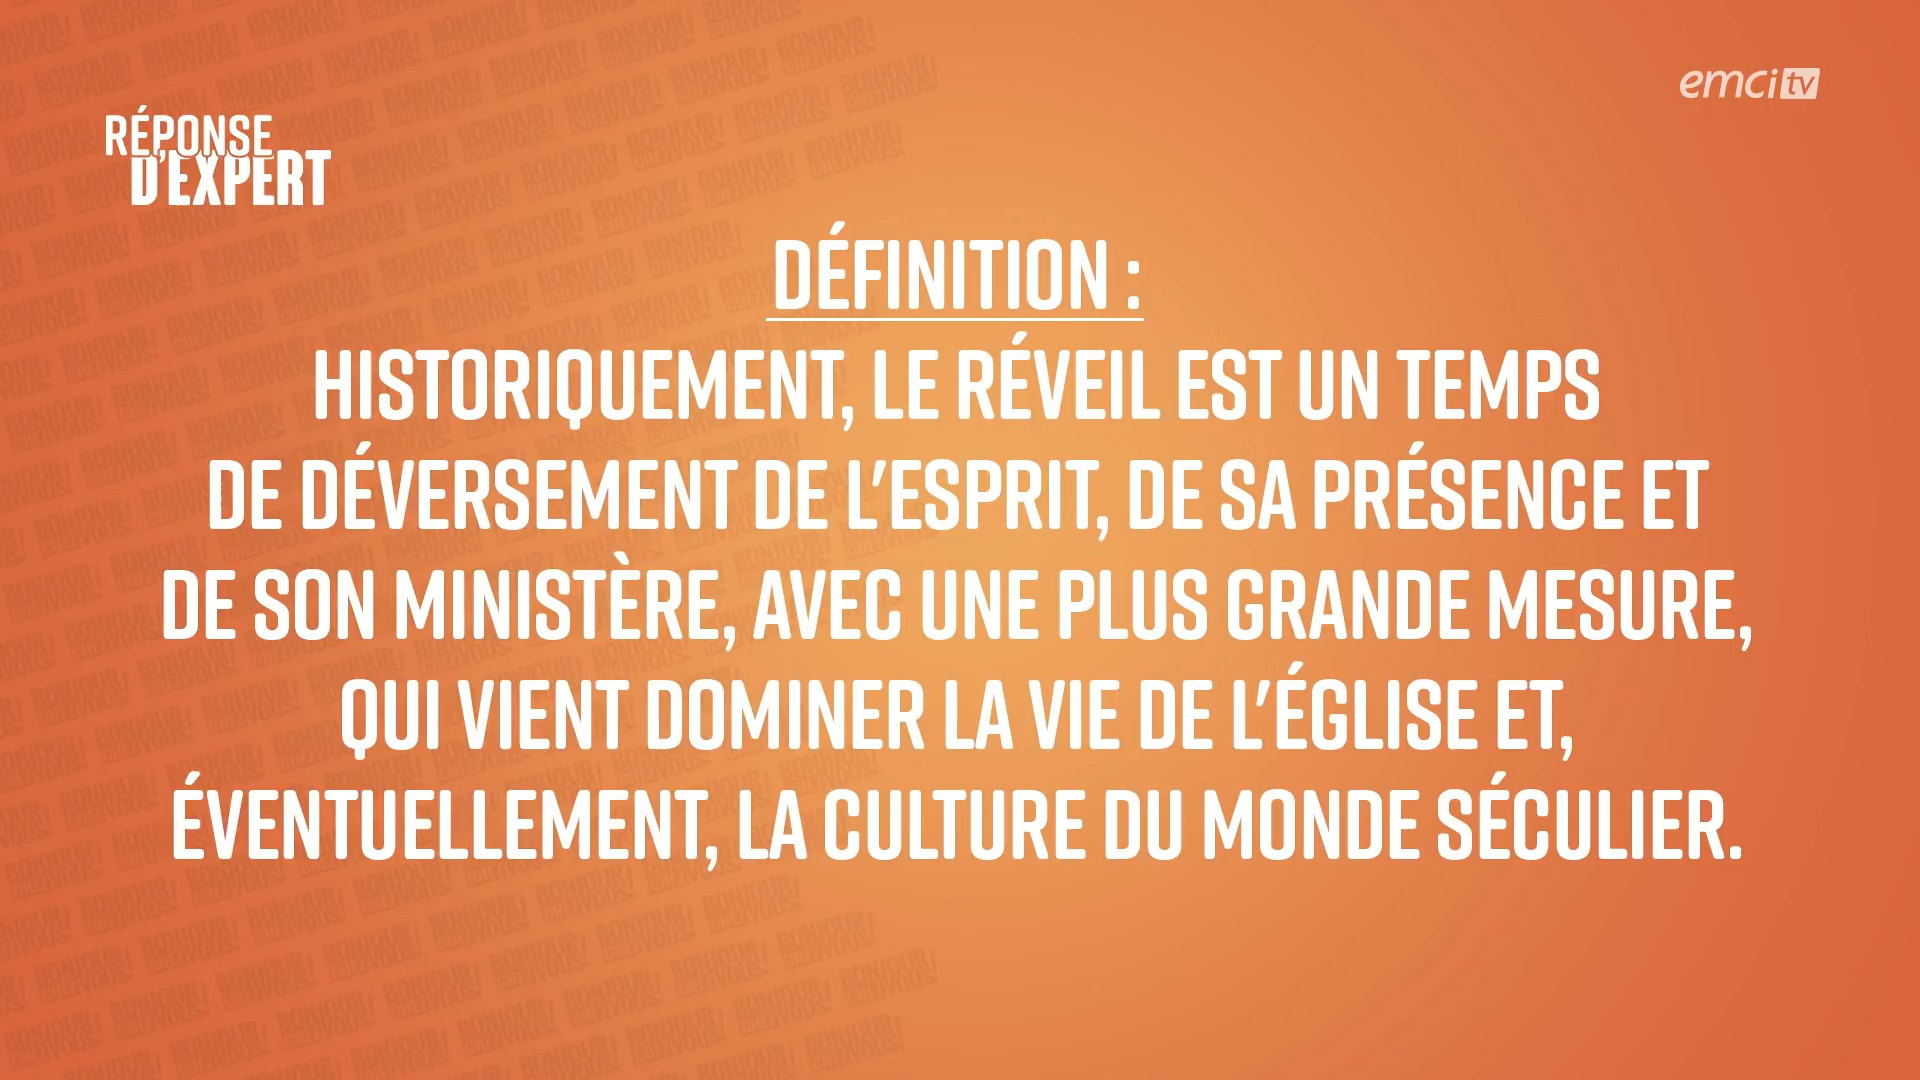 RÉPONSE
D'EXPERT
emci tv
DÉFINITION :
HISTORIQUEMENT, LE RÉVEIL EST UN TEMPS
DE DÉVERSEMENT DE L'ESPRIT, DE SA PRÉSENCE ET
DE SON MINISTÈRE, AVEC UNE PLUS GRANDE MESURE,
QUI VIENT DOMINER LA VIE DE L'ÉGLISE ET,
ÉVENTUELLEMENT, LA CULTURE DU MONDE SÉCULIER.